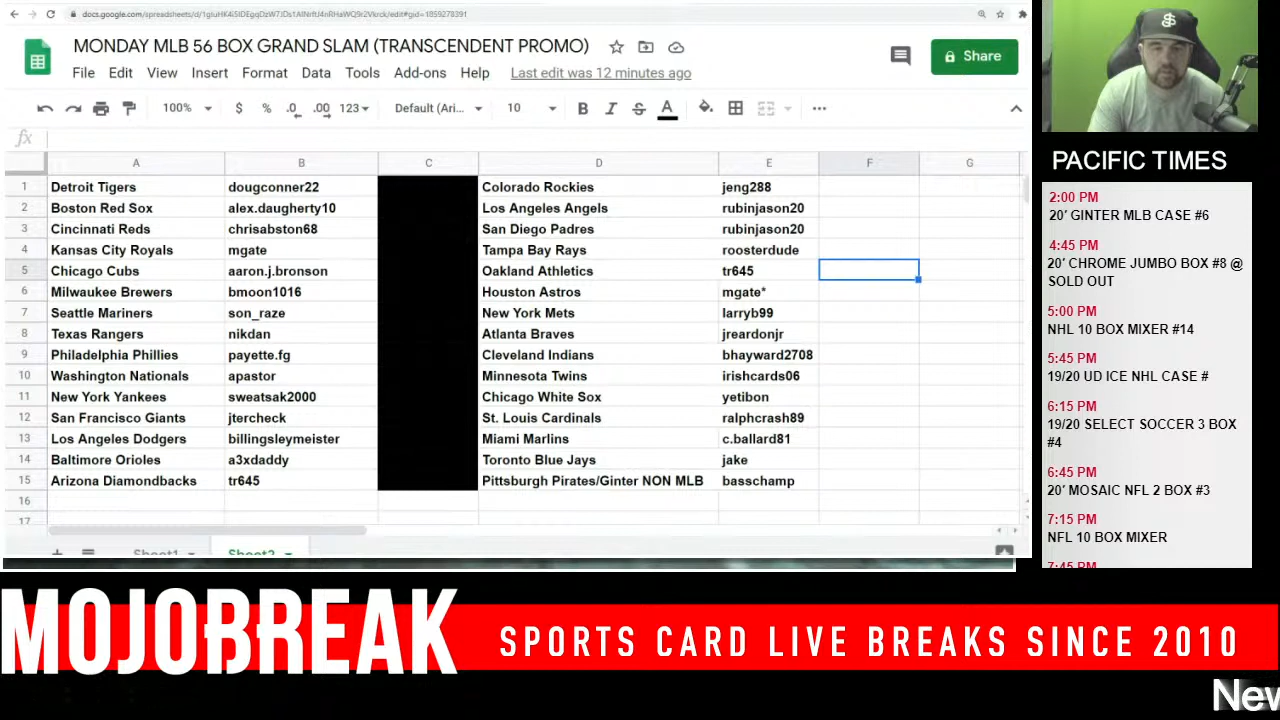 docs.google.com/spreadsheets/d/
MONDAY MLB 56 BOX GRAND SLAM (TRANSCENDENT PROMO)
Share
File Edit View Insert Format Data Tools Add-ons Help Last edit was 12 minutes ago
100% $ % .0 .00 123 Default (Ari... 10 B I S A
fx
A B C D E F G
1 Detroit Tigers dougconner22 Colorado Rockies jeng288
2 Boston Red Sox alex.daugherty10 Los Angeles Angels rubinjason20
3 Cincinnati Reds chrisabston68 San Diego Padres rubinjason20
4 Kansas City Royals mgate Tampa Bay Rays roosterdude
5 Chicago Cubs aaron.j.bronson Oakland Athletics tr645
6 Milwaukee Brewers bmoon1016 Houston Astros mgate*
7 Seattle Mariners son_raze New York Mets larryb99
8 Texas Rangers nikdan Atlanta Braves jreardonjr
9 Philadelphia Phillies payette.fg Cleveland Indians bhayward2708
10 Washington Nationals apastor Minnesota Twins irishcards06
11 New York Yankees sweatsak2000 Chicago White Sox yetibon
12 San Francisco Giants jtercheck St. Louis Cardinals ralphcrash89
13 Los Angeles Dodgers billingsleymeister Miami Marlins c.ballard81
14 Baltimore Orioles a3xdaddy Toronto Blue Jays jake
15 Arizona Diamondbacks tr645 Pittsburgh Pirates/Ginter NON MLB basschamp
16
17
Sheet1 Sheet2
PACIFIC TIMES
2:00 PM
20' GINTER MLB CASE #6
4:45 PM
20' CHROME JUMBO BOX #8 @
SOLD OUT
5:00 PM
NHL 10 BOX MIXER #14
5:45 PM
19/20 UD ICE NHL CASE #
6:15 PM
19/20 SELECT SOCCER 3 BOX
#4
6:45 PM
20' MOSAIC NFL 2 BOX #3
7:15 PM
NFL 10 BOX MIXER
7:45 PM
MOJOBREAK
SPORTS CARD LIVE BREAKS SINCE 2010